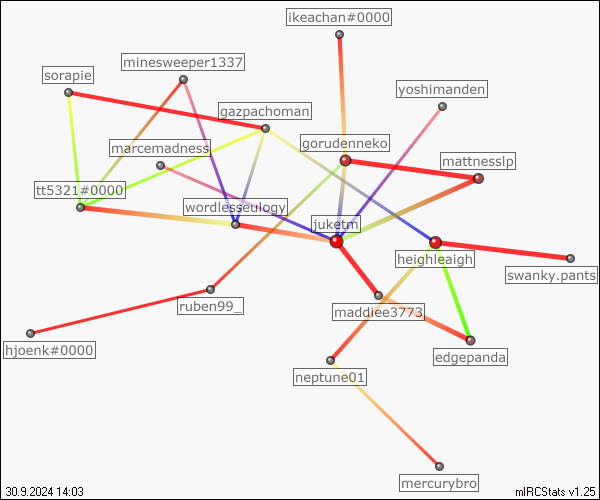 ikeachan#0000
minesweeper1337
sorapie
yoshimanden
gazpachoman
gorudenneko
marcemadness
mattnesslp
tt5321#0000
wordlesseulogy
juketm
heighleaigh
swanky.pants
ruben99_
maddiee3773
hjoenk#0000
edgepanda
neptune01
mercurybro
30.9.2024 14:03
mIRCStats v1.25